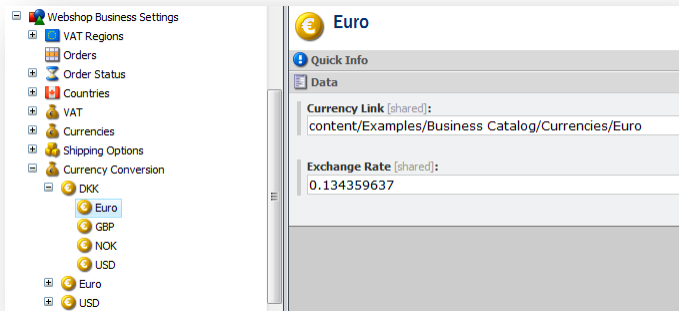 Webshop Business Settings
VAT Regions
Orders
Order Status
Countries
VAT
Currencies
Shipping Options
Currency Conversion
DKK
Euro
GBP
NOK
USD
Euro
USD
Euro
Quick Info
Data
Currency Link [shared]:
content/Examples/Business Catalog/Currencies/Euro
Exchange Rate [shared]:
0.134359637